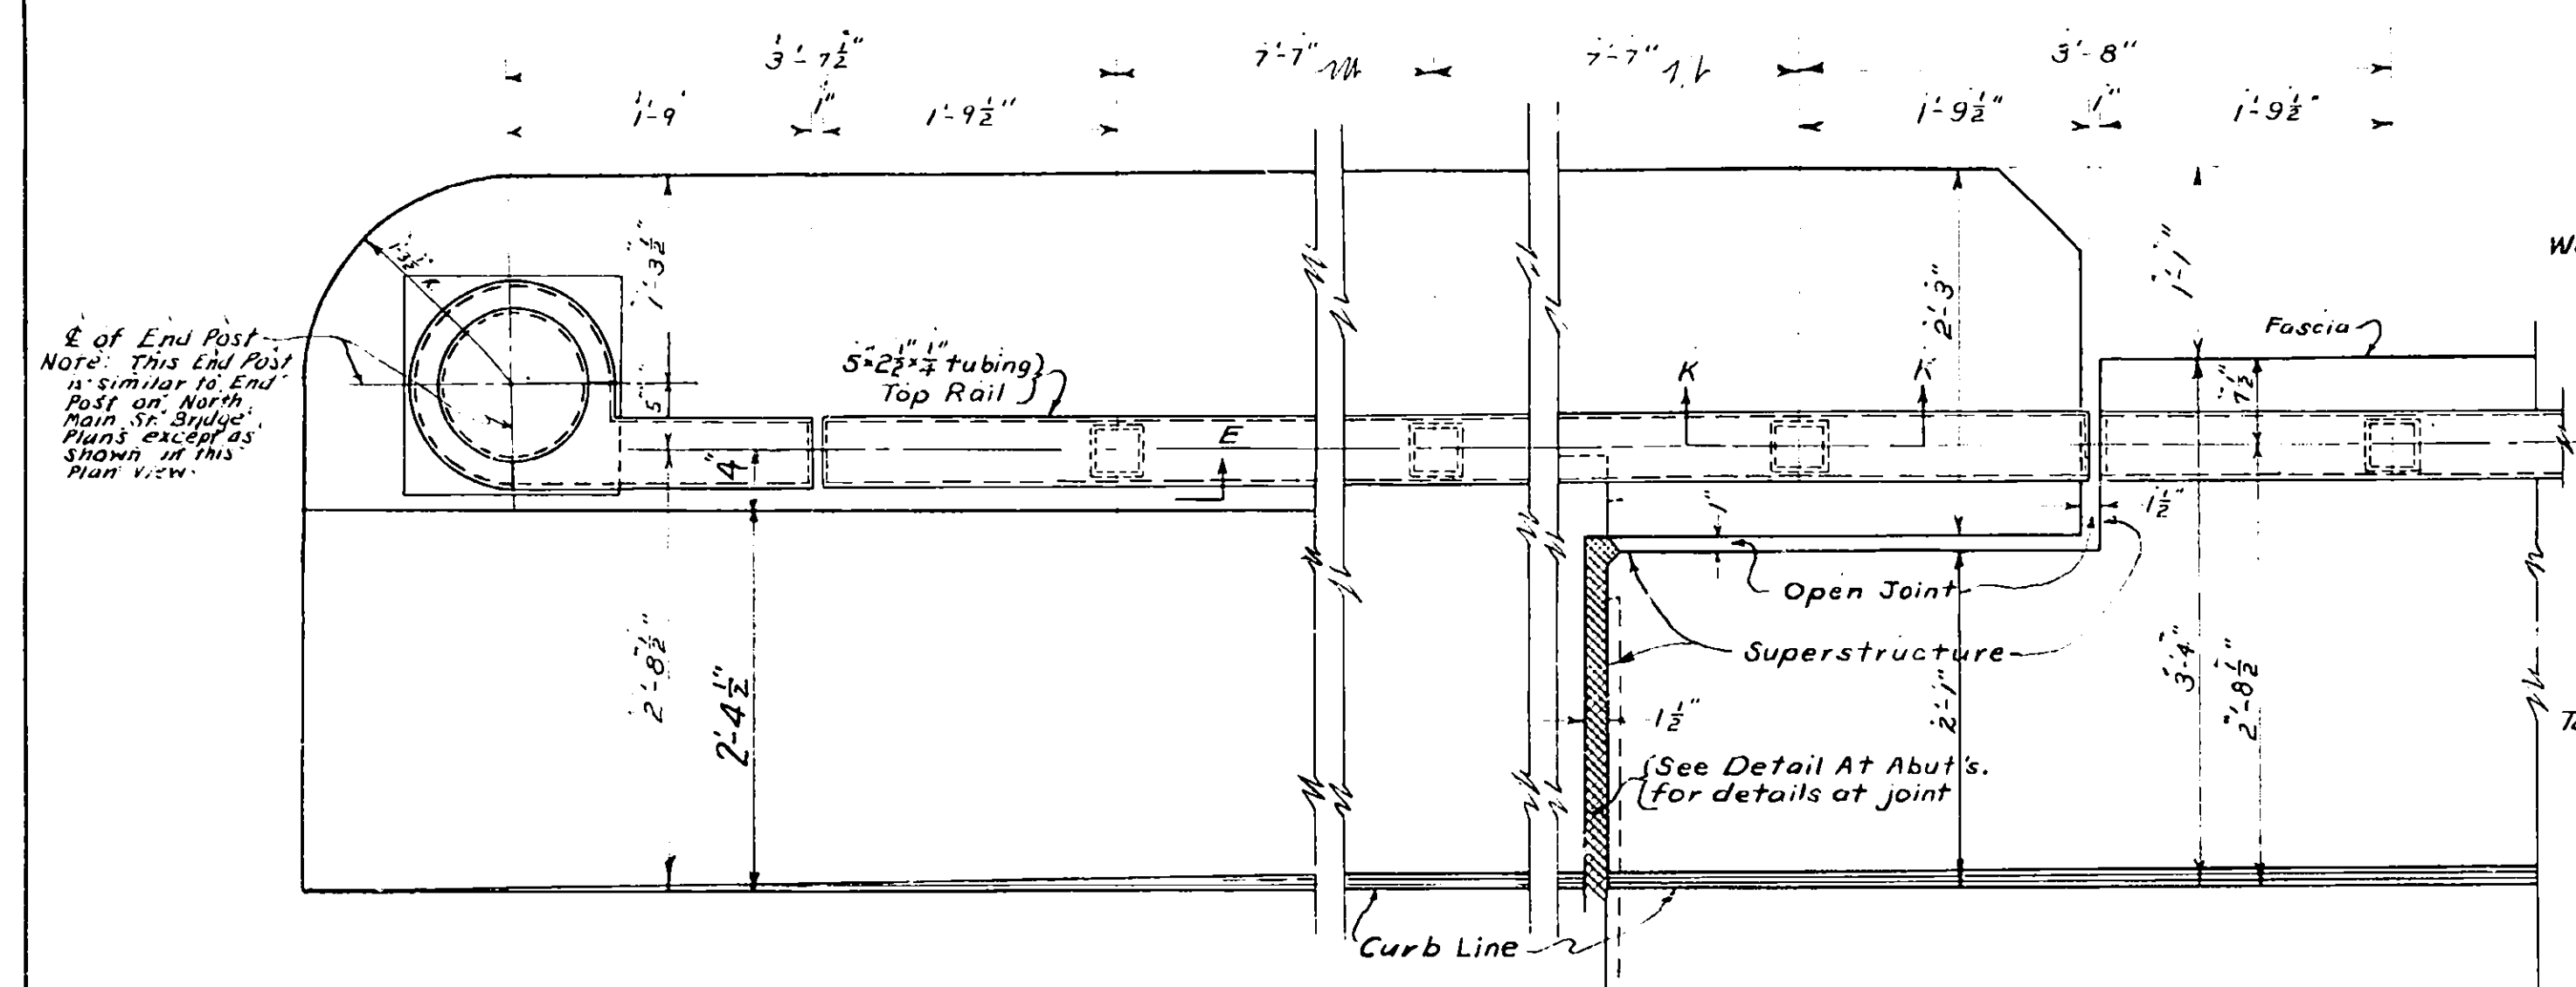 3'-7½" 7'-7" 7'-7" 3'-8"
1'-9" 1" 1'-9½" 1'-9½" 1" 1'-9½"
1'-3½" R.
1'-3½"
2'-3"
1'-1"
Fascia
℄ of End Post
Note: This End Post
is similar to End
Post on North
Main St. Bridge
Plans except as
shown in this
Plan View.
5"x2½"x¼" tubing
Top Rail
K
5"
7½"
4"
E
1"
1½"
Open Joint
2'-8½"
2'-4½"
Superstructure
2'-1"
3'-4"
2'-8½"
1½"
See Detail At Abut's.
for details at joint
Curb Line